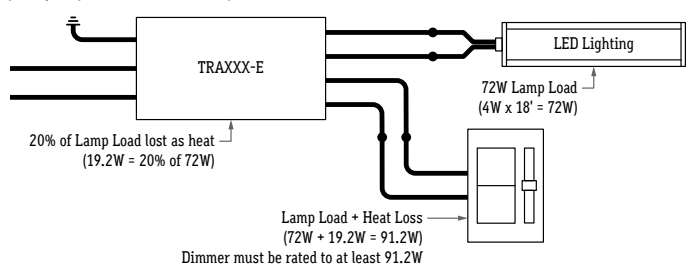 TRAXXX-E
LED Lighting
72W Lamp Load
(4W x 18' = 72W)
20% of Lamp Load lost as heat
(19.2W = 20% of 72W)
Lamp Load + Heat Loss
(72W + 19.2W = 91.2W)
Dimmer must be rated to at least 91.2W